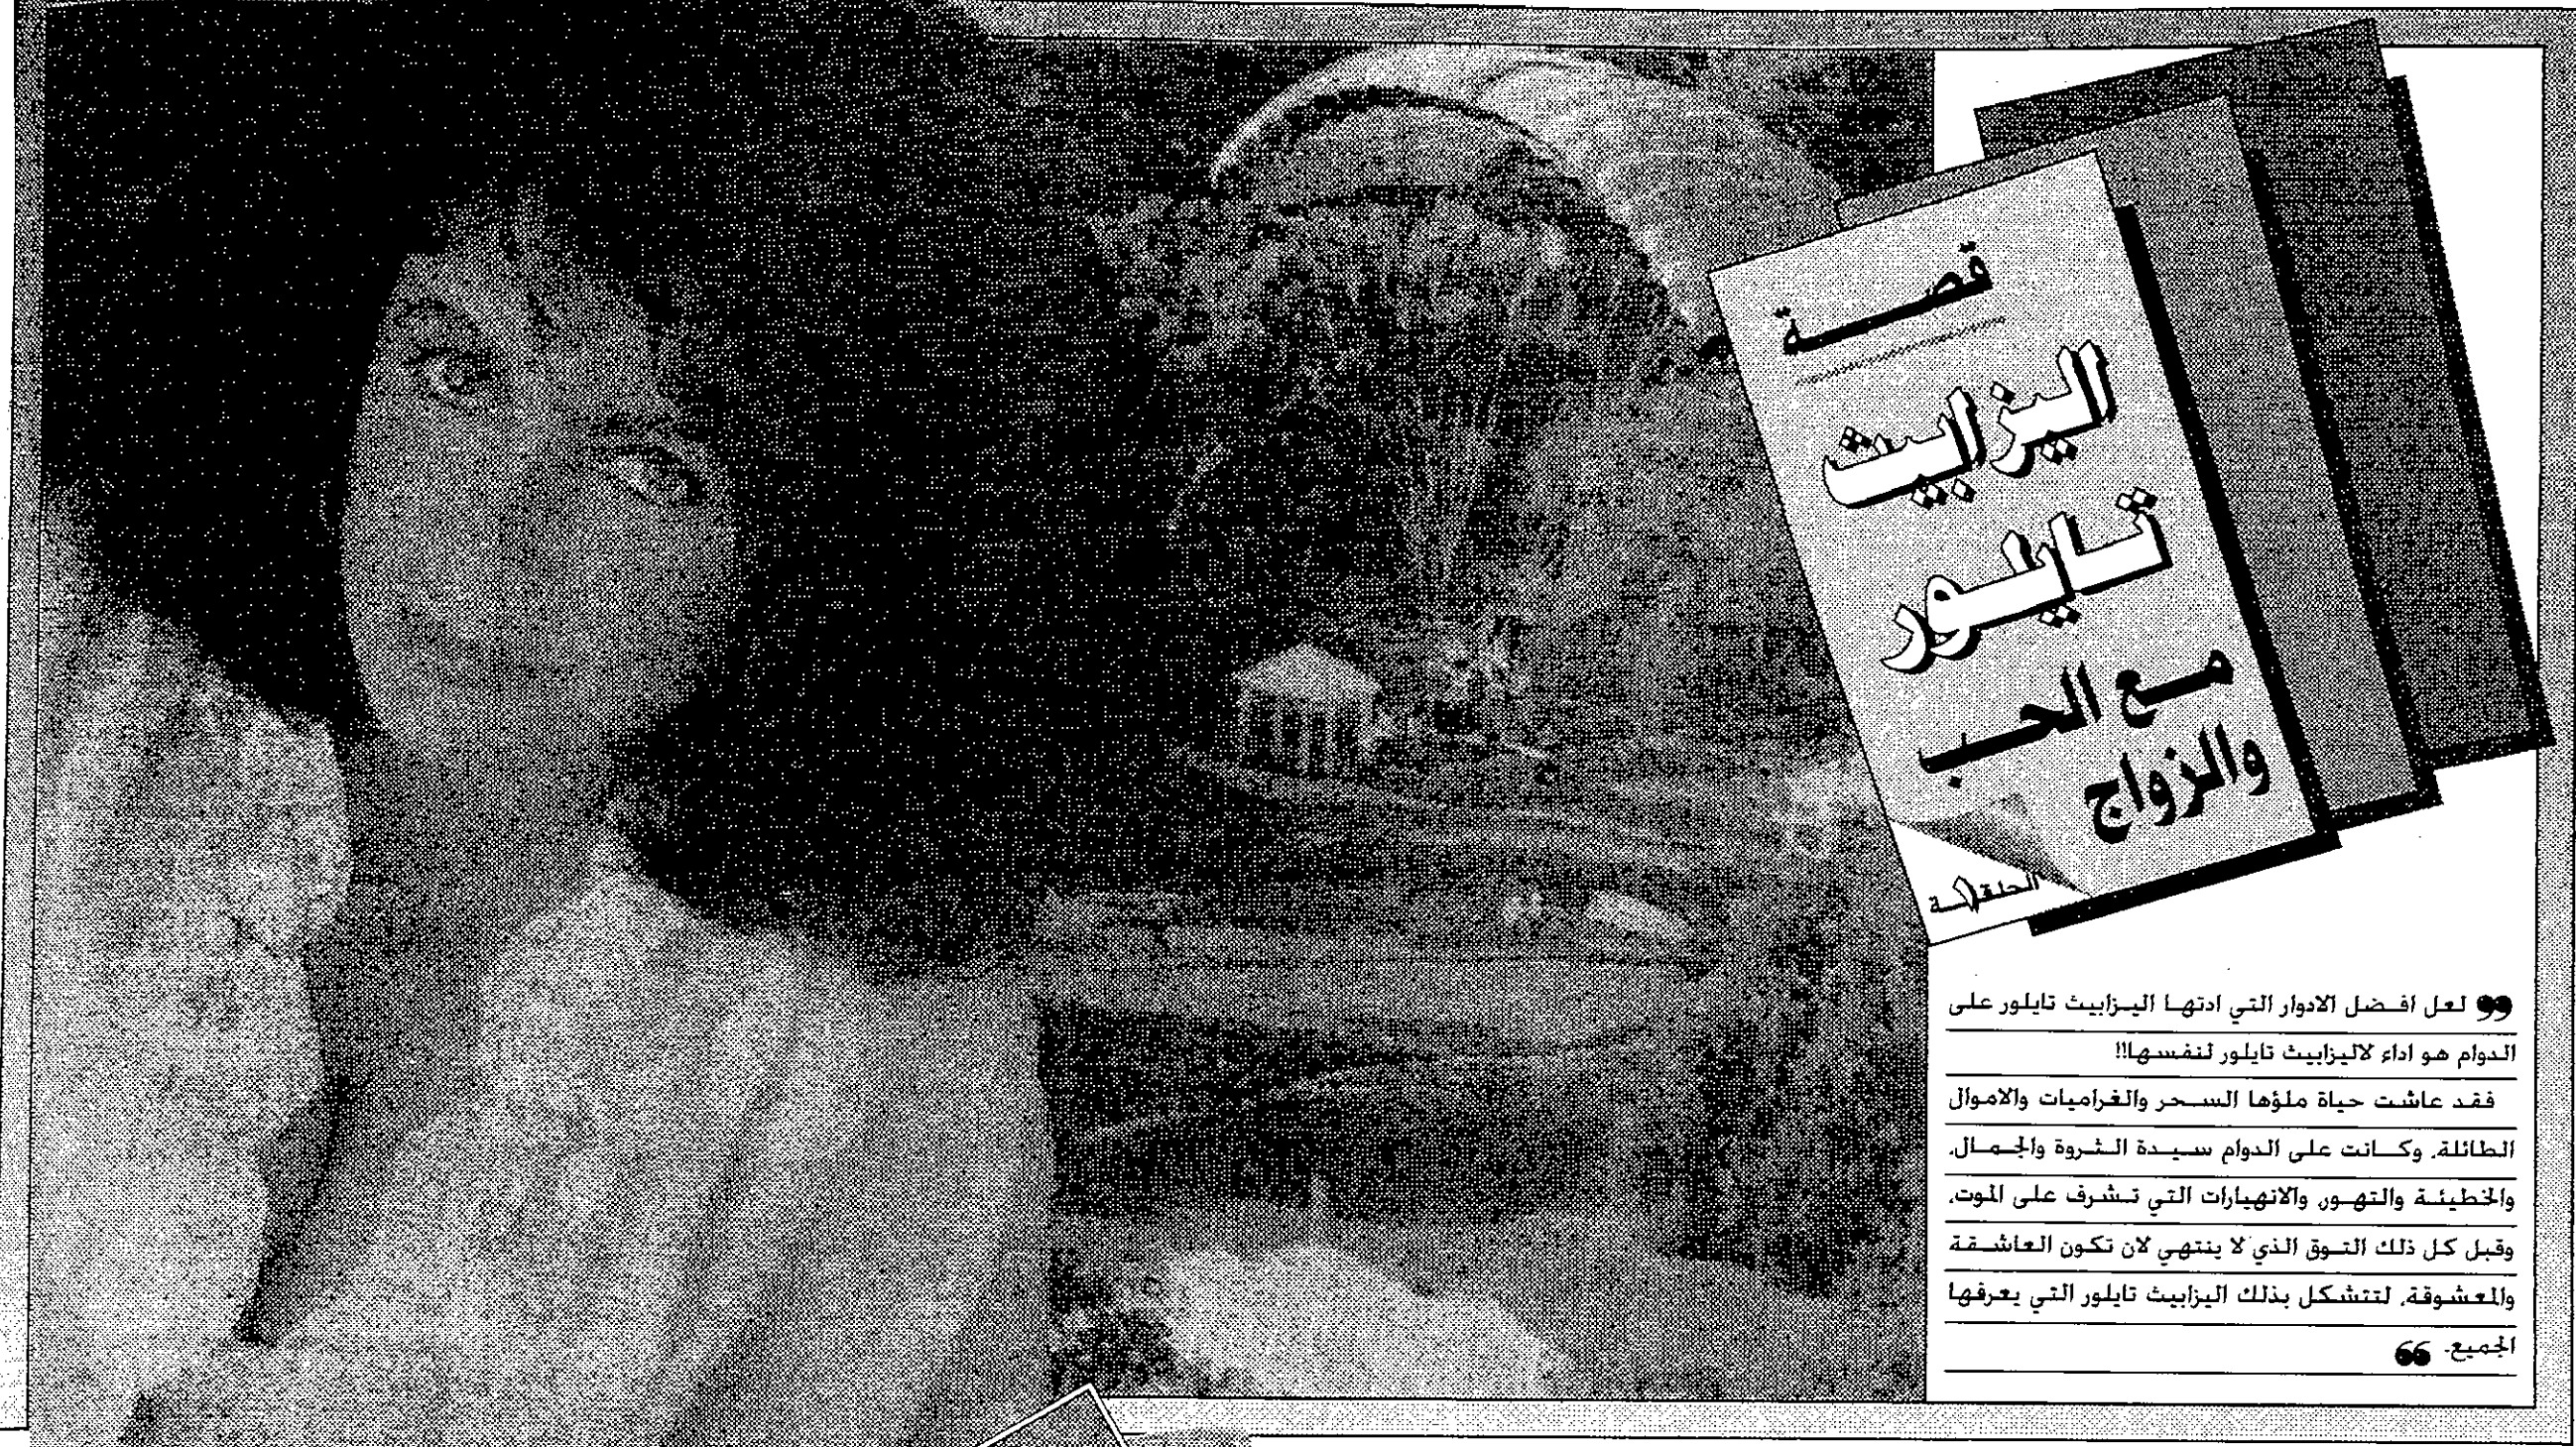 قصة
اليزابيث
تايلور
مع الحب
والزواج
الحلقة ١
لعل افضل الادوار التي ادتها اليزابيث تايلور على
الدوام هو اداء لاليزابيث تايلور لنفسها!!
فقد عاشت حياة ملؤها السحر والغراميات والاموال
الطائلة. وكانت على الدوام سيدة الثروة والجمال.
والخطيئة والتهور. والانهيارات التي تشرف على الموت.
وقبل كل ذلك التوق الذي لا ينتهي لان تكون العاشقة
والمعشوقة. لتتشكل بذلك اليزابيث تايلور التي يعرفها
الجميع.